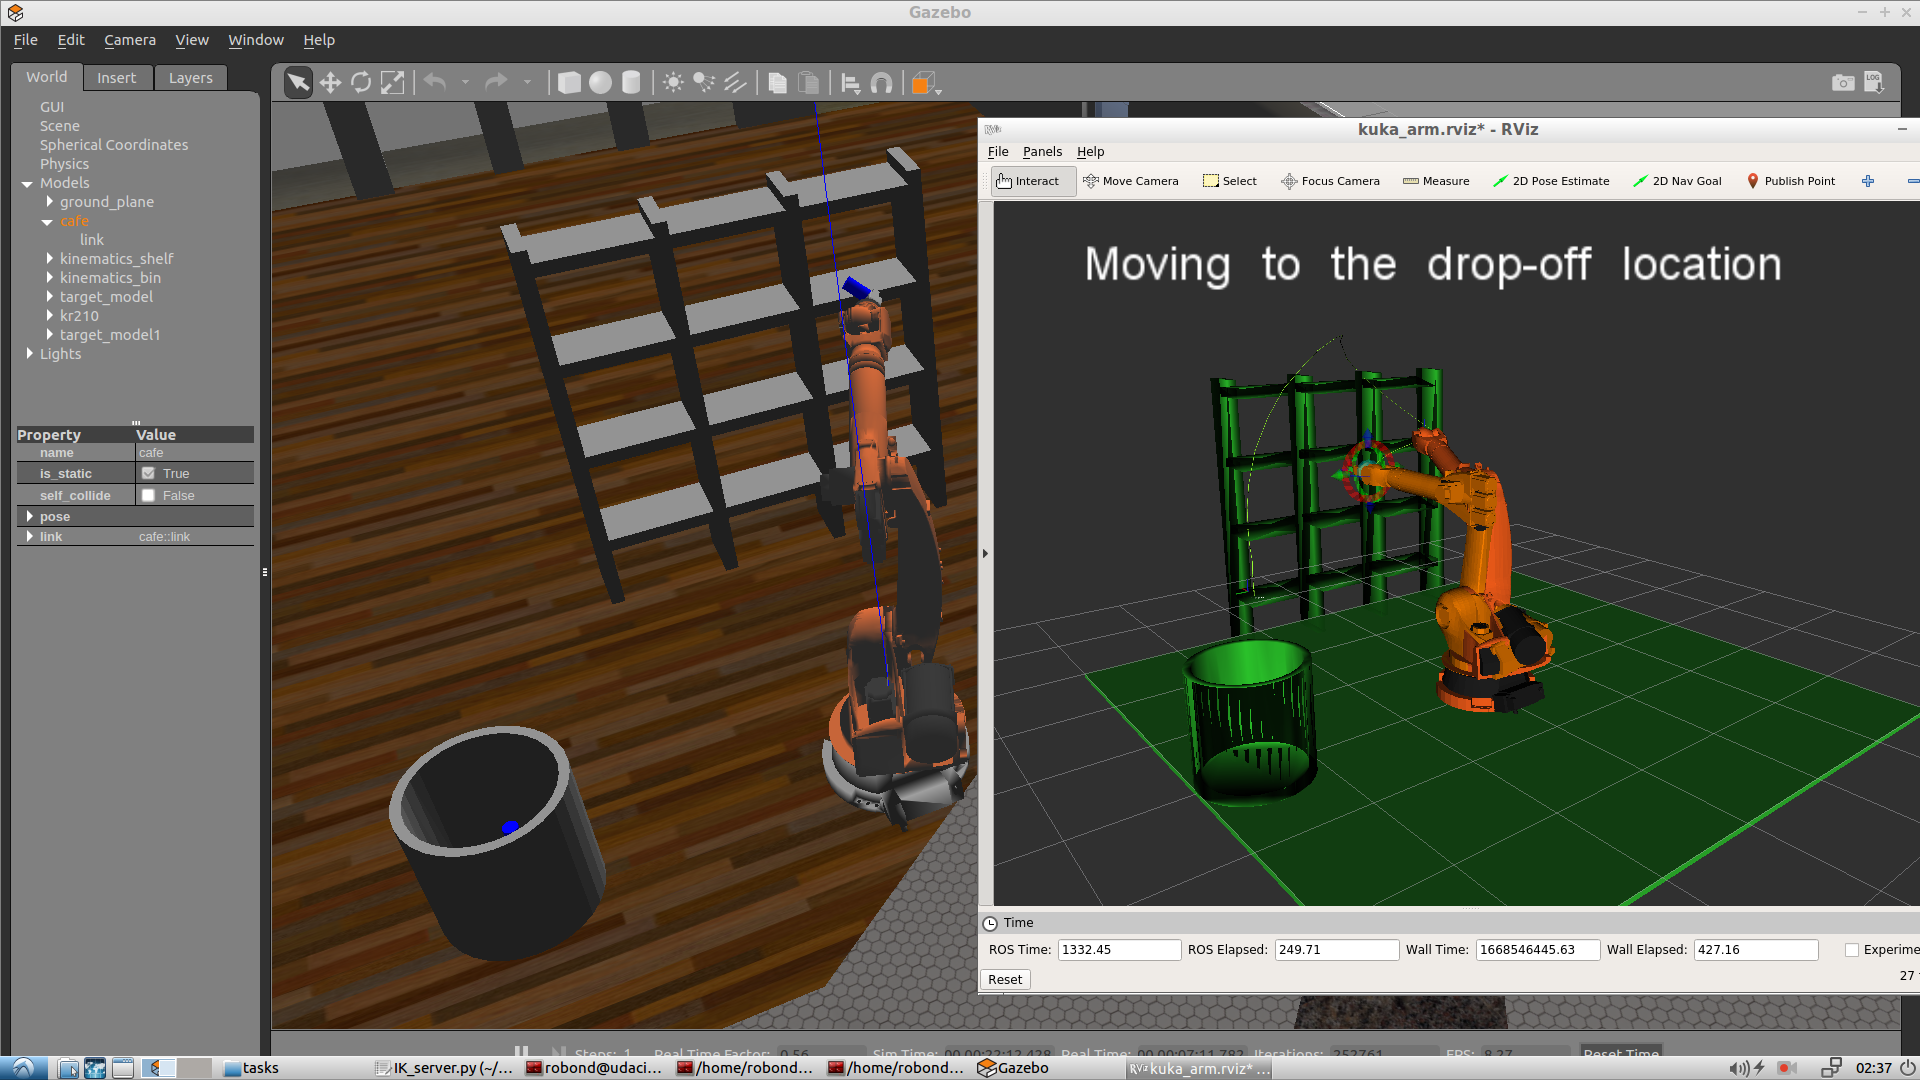 Gazebo
File Edit Camera View Window Help
World Insert Layers
GUI
Scene
Spherical Coordinates
Physics
Models
ground_plane
cafe
link
kinematics_shelf
kinematics_bin
target_model
kr210
target_model1
Lights
Property Value
name cafe
is_static True
self_collide False
pose
link cafe::link
LOG
RViz kuka_arm.rviz* - RViz
File Panels Help
Interact Move Camera Select Focus Camera Measure 2D Pose Estimate 2D Nav Goal Publish Point
Moving to the drop-off location
Time
ROS Time: 1332.45 ROS Elapsed: 249.71 Wall Time: 1668546445.63 Wall Elapsed: 427.16 Experime
Reset 27
Steps: 1 Real Time Factor: 0.56 Sim Time: 00 00:22:12.428 Real Time: 00 00:07:11.782 Iterations: 252761 FPS: 8.27 Reset Time
tasks IK_server.py (~/... robond@udaci... /home/robond... /home/robond... Gazebo RViz kuka_arm.rviz* ... 02:37